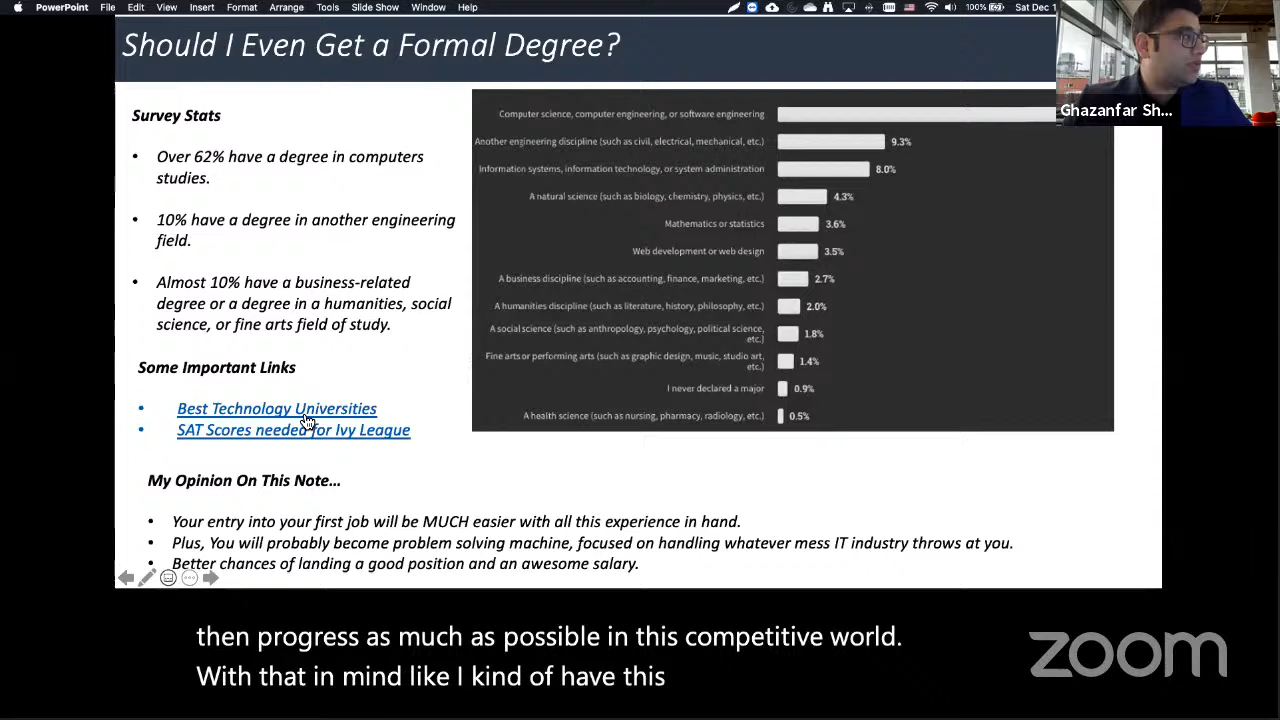 PowerPoint File Edit View Insert Format Arrange Tools Slide Show Window Help 100% Sat Dec 1
Should I Even Get a Formal Degree?
Ghazanfar Sh...
Survey Stats
• Over 62% have a degree in computers
studies.
• 10% have a degree in another engineering
field.
• Almost 10% have a business-related
degree or a degree in a humanities, social
science, or fine arts field of study.
Some Important Links
• Best Technology Universities
• SAT Scores needed for Ivy League
Computer science, computer engineering, or software engineering
Another engineering discipline (such as civil, electrical, mechanical, etc.) 9.3%
Information systems, information technology, or system administration 8.0%
A natural science (such as biology, chemistry, physics, etc.) 4.3%
Mathematics or statistics 3.6%
Web development or web design 3.5%
A business discipline (such as accounting, finance, marketing, etc.) 2.7%
A humanities discipline (such as literature, history, philosophy, etc.) 2.0%
A social science (such as anthropology, psychology, political science,
etc.) 1.8%
Fine arts or performing arts (such as graphic design, music, studio art,
etc.) 1.4%
I never declared a major 0.9%
A health science (such as nursing, pharmacy, radiology, etc.) 0.5%
My Opinion On This Note...
• Your entry into your first job will be MUCH easier with all this experience in hand.
• Plus, You will probably become problem solving machine, focused on handling whatever mess IT industry throws at you.
• Better chances of landing a good position and an awesome salary.
then progress as much as possible in this competitive world.
With that in mind like I kind of have this
zoom